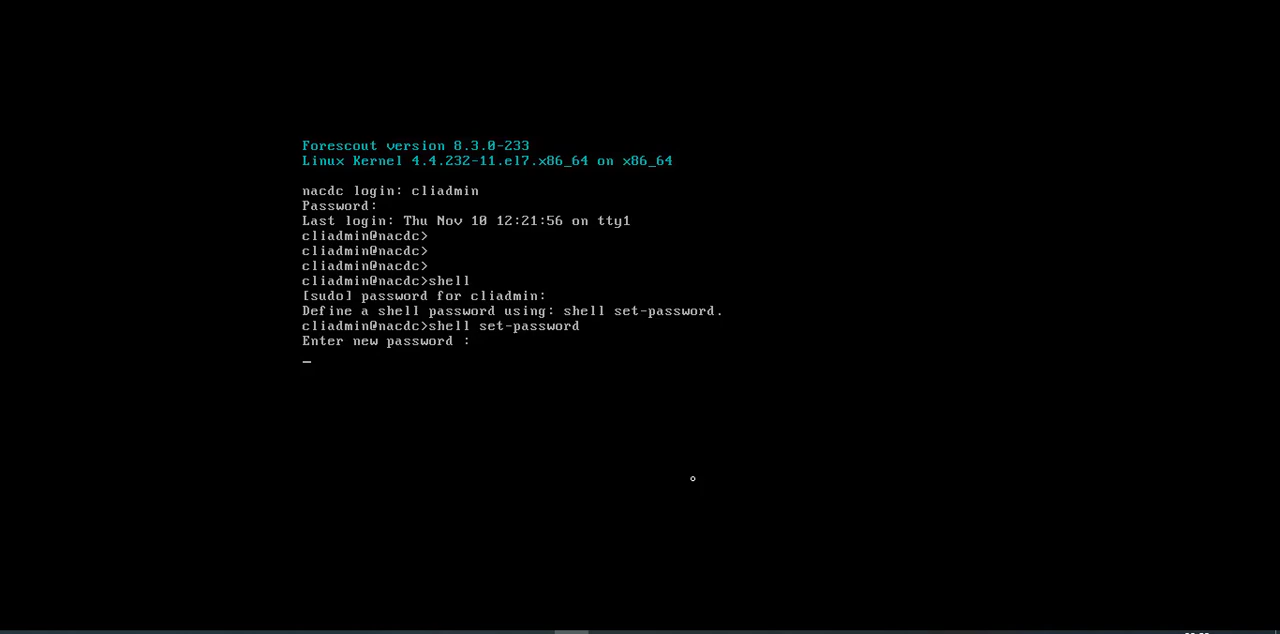 Forescout version 8.3.0-233
Linux Kernel 4.4.232-11.el7.x86_64 on x86_64
nacdc login: cliadmin
Password:
Last login: Thu Nov 10 12:21:56 on tty1
cliadmin@nacdc>
cliadmin@nacdc>
cliadmin@nacdc>
cliadmin@nacdc>shell
[sudo] password for cliadmin:
Define a shell password using: shell set-password.
cliadmin@nacdc>shell set-password
Enter new password :
_